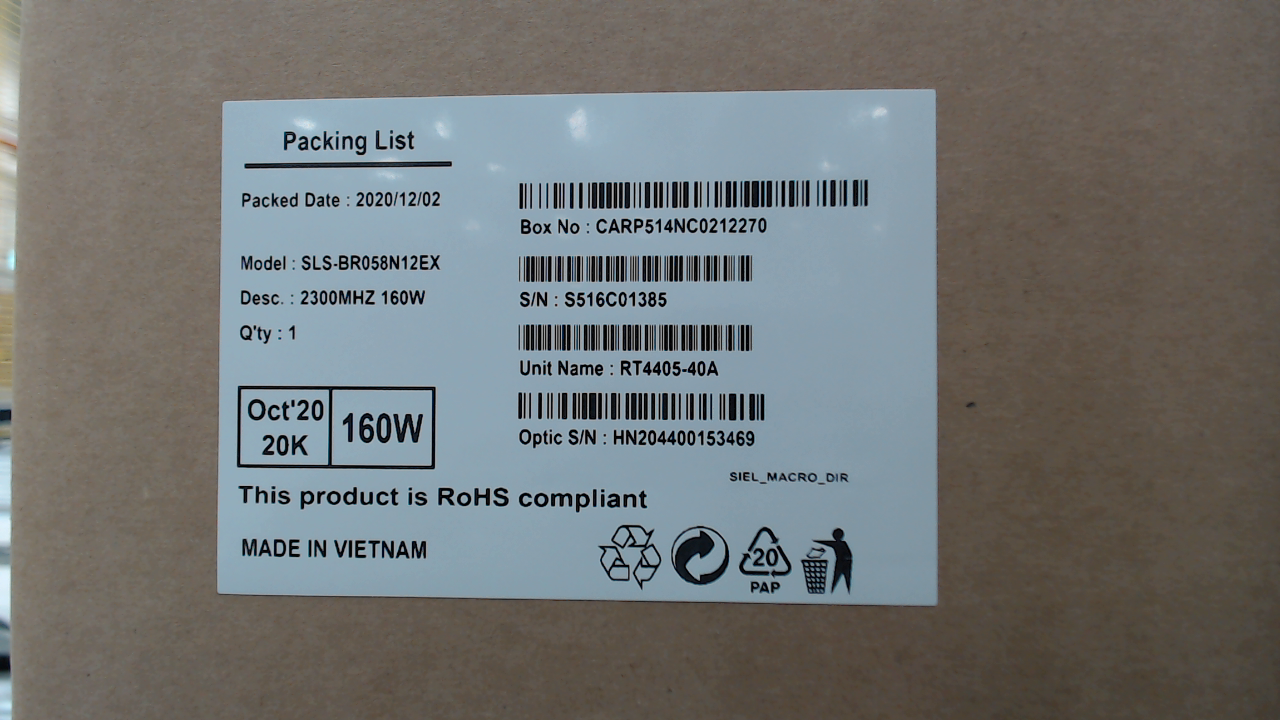 Packing List
Packed Date : 2020/12/02
Box No : CARP514NC0212270
Model : SLS-BR058N12EX
Desc. : 2300MHZ 160W
S/N : S516C01385
Q'ty : 1
Unit Name : RT4405-40A
Oct'20
20K
160W
Optic S/N : HN204400153469
SIEL_MACRO_DIR
This product is RoHS compliant
MADE IN VIETNAM
20
PAP